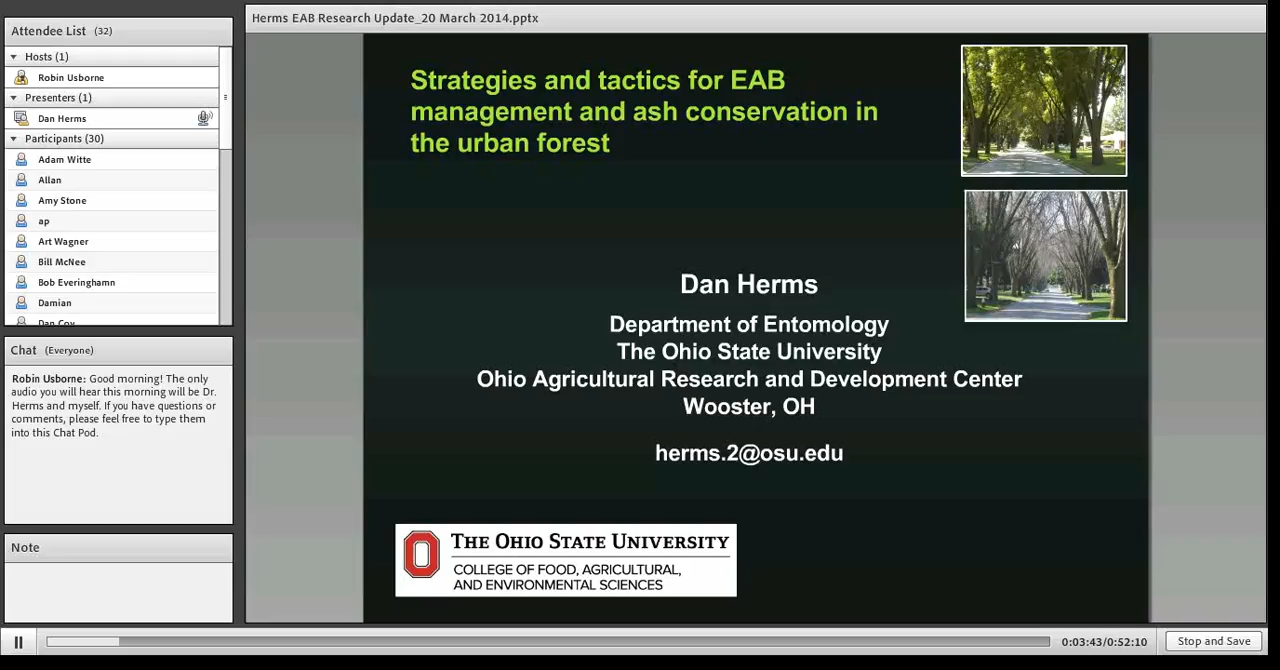 Herms EAB Research Update_20 March 2014.pptx
Attendee List (32)
Hosts (1)
Robin Usborne
Presenters (1)
Dan Herms
Participants (30)
Adam Witte
Allan
Amy Stone
ap
Art Wagner
Bill McNee
Bob Everinghamn
Damian
Dan Coy
Chat (Everyone)
Robin Usborne: Good morning! The only
audio you will hear this morning will be Dr.
Herms and myself. If you have questions or
comments, please feel free to type them
into this Chat Pod.
Note
Strategies and tactics for EAB
management and ash conservation in
the urban forest
Dan Herms
Department of Entomology
The Ohio State University
Ohio Agricultural Research and Development Center
Wooster, OH
herms.2@osu.edu
THE OHIO STATE UNIVERSITY
COLLEGE OF FOOD, AGRICULTURAL,
AND ENVIRONMENTAL SCIENCES
0:03:43/0:52:10
Stop and Save